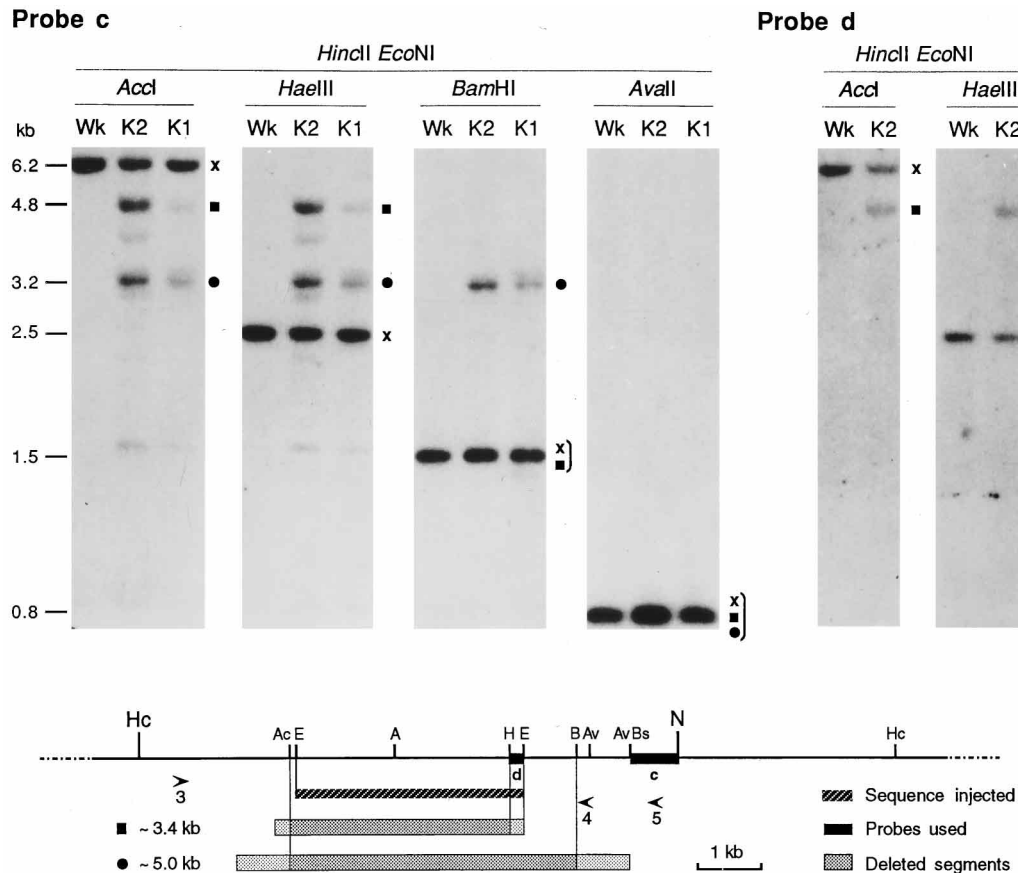 Probe c
Probe d
HincII EcoNI
HincII EcoNI
AccI HaeIII BamHI AvaII
AccI HaeIII
kb Wk K2 K1 Wk K2 K1 Wk K2 K1 Wk K2 K1
Wk K2 Wk K2
6.2 x x
4.8
3.2
2.5 x
1.5 x
0.8 x
Hc Ac E A H E B Av Av Bs N Hc
d c
3 4 5
~ 3.4 kb
~ 5.0 kb
1 kb
Sequence injected
Probes used
Deleted segments